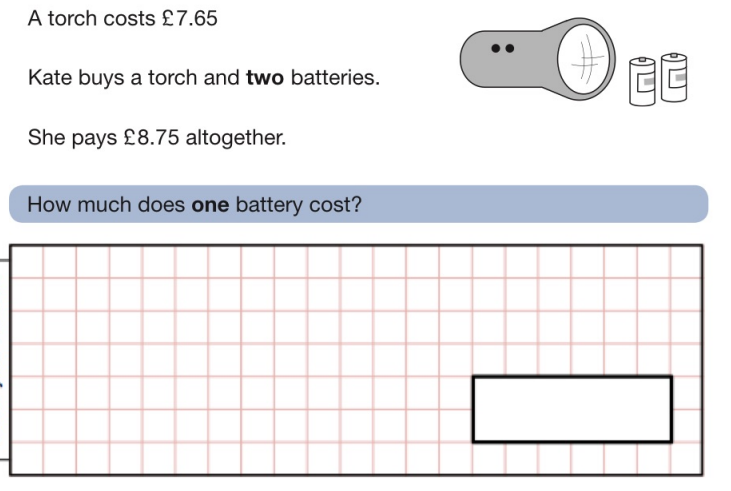 A torch costs £7.65
Kate buys a torch and two batteries.
She pays £8.75 altogether.
How much does one battery cost?